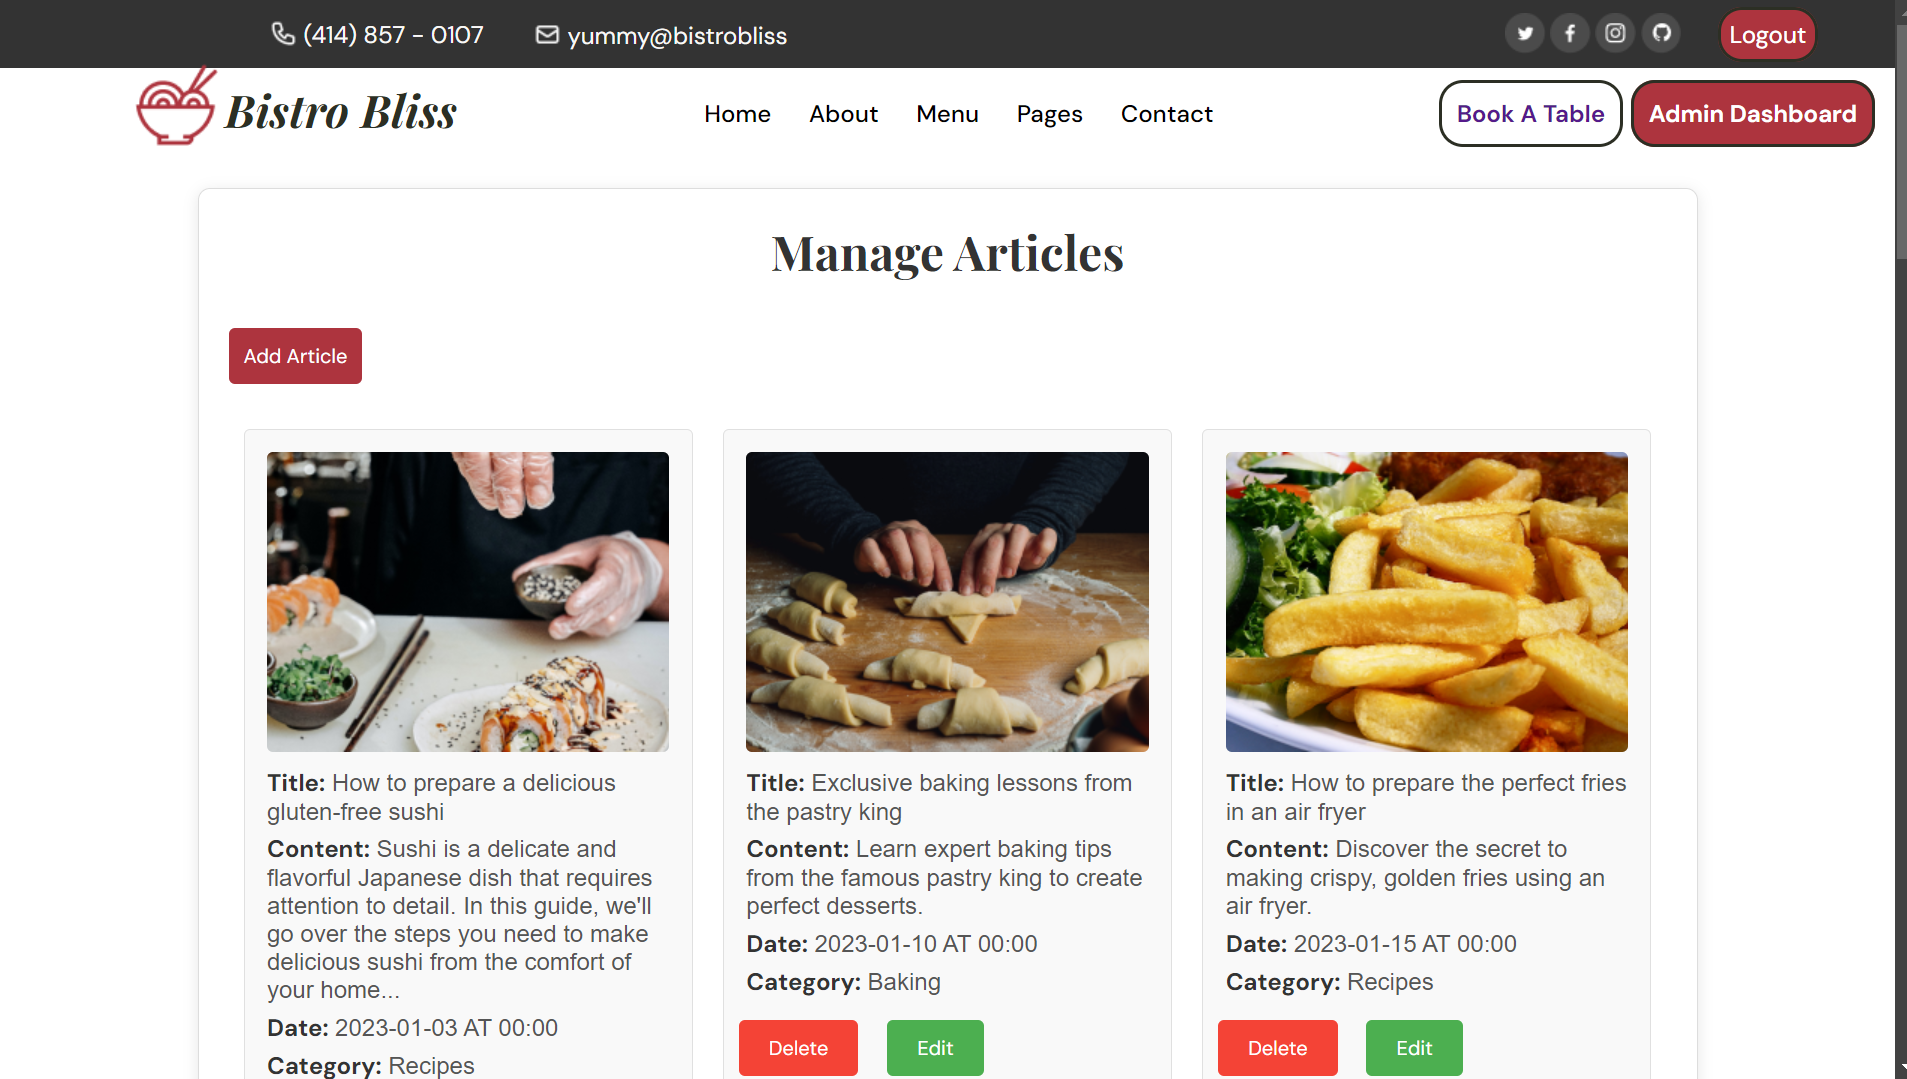 (414) 857 - 0107
yummy@bistrobliss
Logout
Bistro Bliss
Home
About
Menu
Pages
Contact
Book A Table
Admin Dashboard
Manage Articles
Add Article
Title: How to prepare a delicious
gluten-free sushi
Content: Sushi is a delicate and
flavorful Japanese dish that requires
attention to detail. In this guide, we'll
go over the steps you need to make
delicious sushi from the comfort of
your home...
Date: 2023-01-03 AT 00:00
Category: Recipes
Title: Exclusive baking lessons from
the pastry king
Content: Learn expert baking tips
from the famous pastry king to create
perfect desserts.
Date: 2023-01-10 AT 00:00
Category: Baking
Delete
Edit
Title: How to prepare the perfect fries
in an air fryer
Content: Discover the secret to
making crispy, golden fries using an
air fryer.
Date: 2023-01-15 AT 00:00
Category: Recipes
Delete
Edit